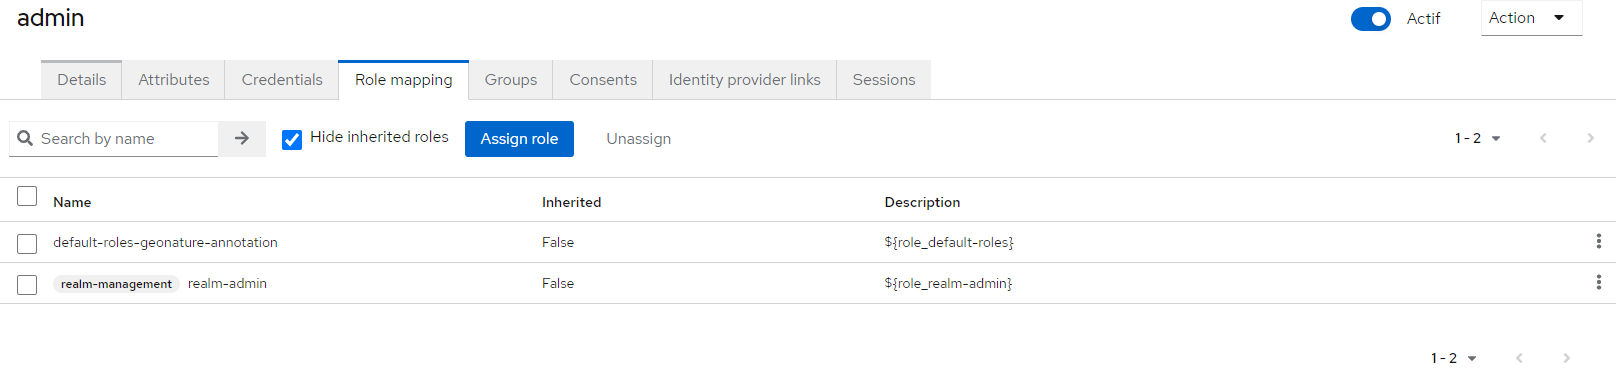 admin
Actif
Action
Details Attributes Credentials Role mapping Groups Consents Identity provider links Sessions
Search by name Hide inherited roles Assign role Unassign 1 - 2
Name Inherited Description
default-roles-geonature-annotation False ${role_default-roles}
realm-management realm-admin False ${role_realm-admin}
1 - 2